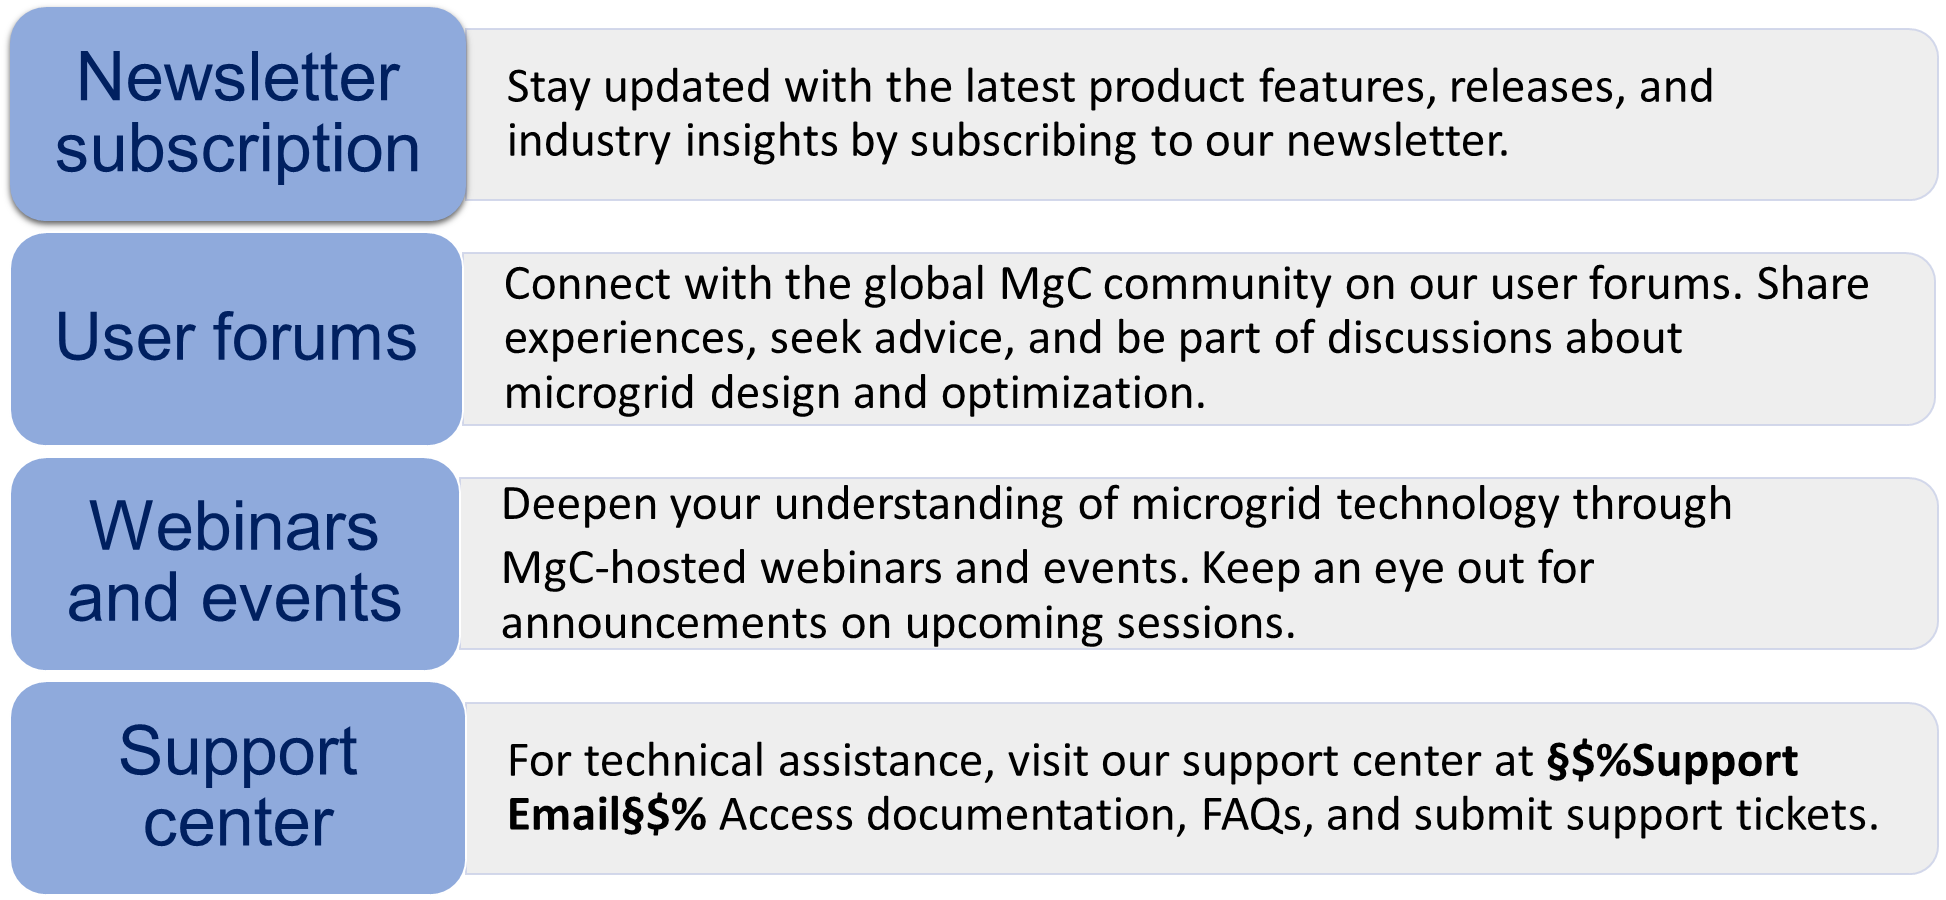 Newsletter
subscription
Stay updated with the latest product features, releases, and
industry insights by subscribing to our newsletter.
User forums
Connect with the global MgC community on our user forums. Share
experiences, seek advice, and be part of discussions about
microgrid design and optimization.
Webinars
and events
Deepen your understanding of microgrid technology through
MgC-hosted webinars and events. Keep an eye out for
announcements on upcoming sessions.
Support
center
For technical assistance, visit our support center at §$%Support
Email§$% Access documentation, FAQs, and submit support tickets.